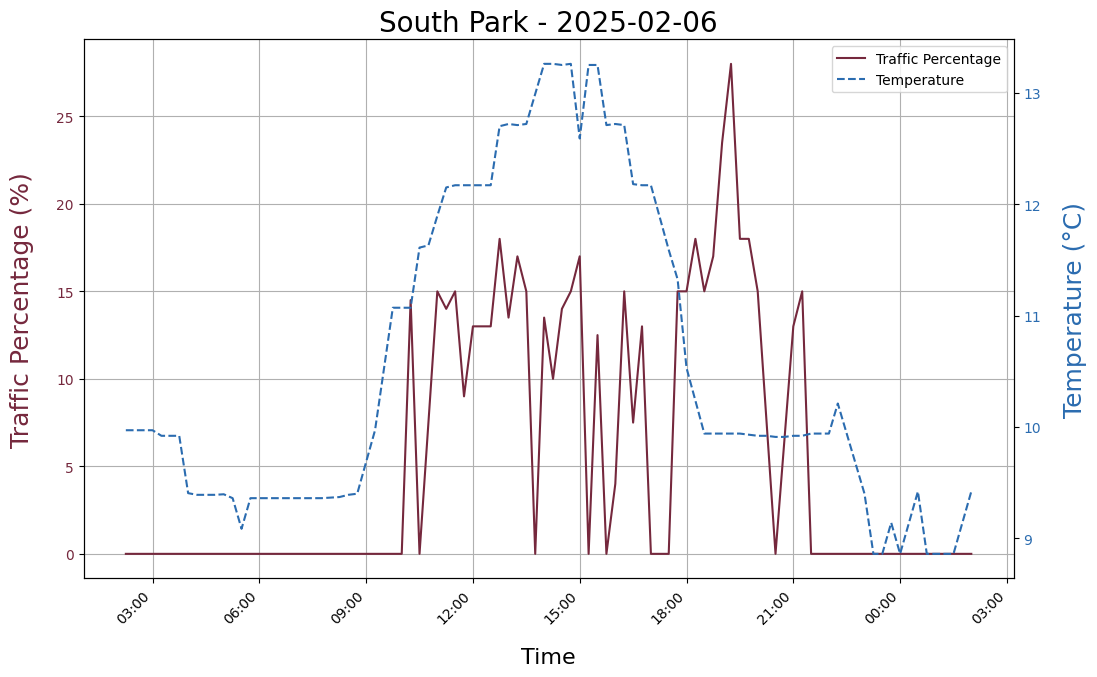 South Park - 2025-02-06
Traffic Percentage
Temperature
Traffic Percentage (%)
25
20
15
10
5
0
13
12
11
10
9
Temperature (°C)
03:00 06:00 09:00 12:00 15:00 18:00 21:00 00:00 03:00
Time